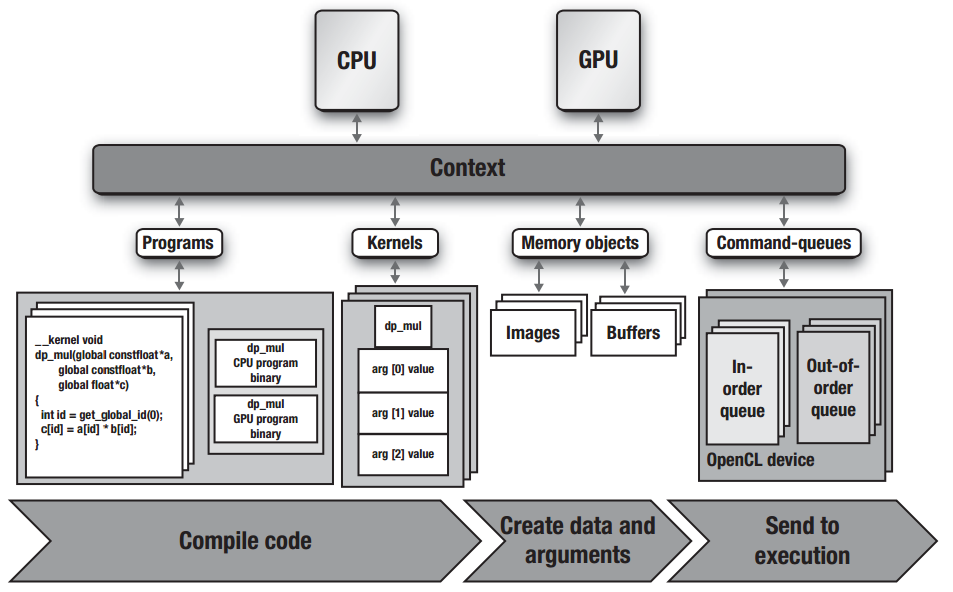 CPU
GPU
Context
Programs
Kernels
Memory objects
Command-queues
__kernel void
dp_mul(global constfloat*a,
global constfloat*b,
global float*c)
{
int id = get_global_id(0);
c[id] = a[id] * b[id];
}
dp_mul
CPU program
binary
dp_mul
GPU program
binary
dp_mul
arg [0] value
arg [1] value
arg [2] value
Images
Buffers
In-
order
queue
Out-of-
order
queue
OpenCL device
Compile code
Create data and
arguments
Send to
execution